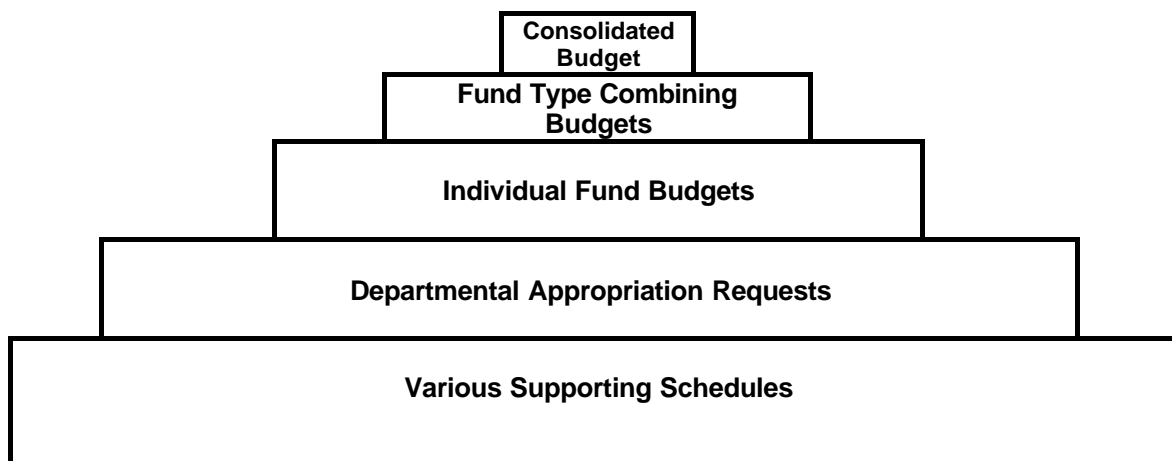 Consolidated
Budget
Fund Type Combining
Budgets
Individual Fund Budgets
Departmental Appropriation Requests
Various Supporting Schedules